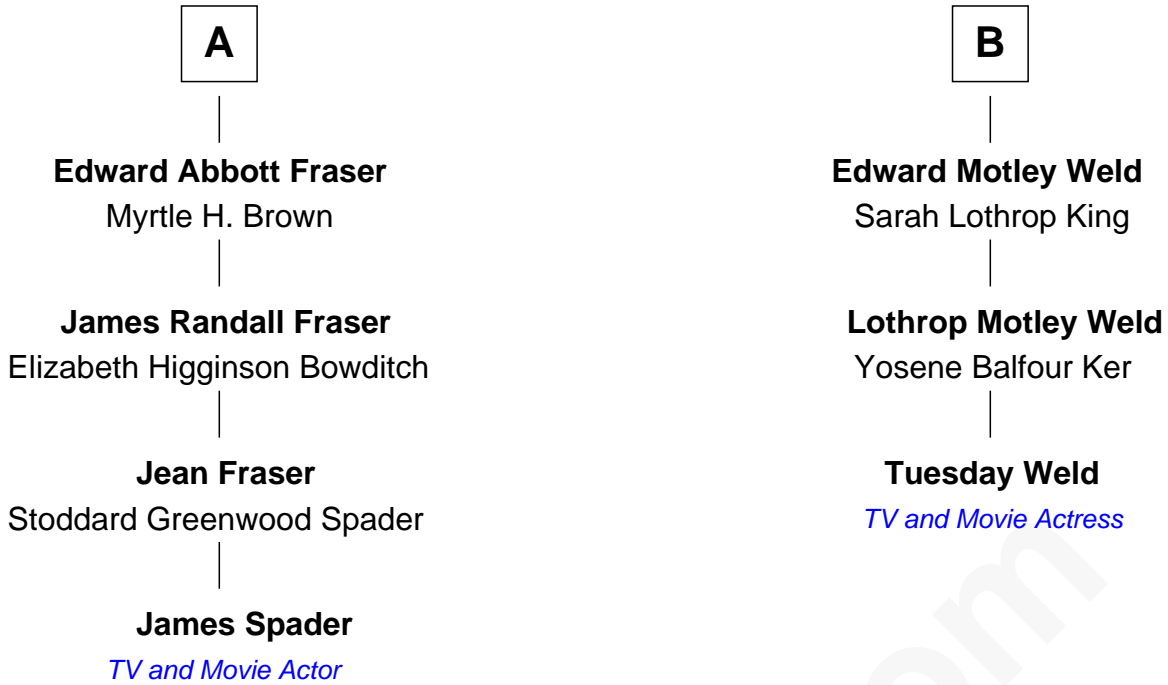 A
Edward Abbott Fraser
Myrtle H. Brown
James Randall Fraser
Elizabeth Higginson Bowditch
Jean Fraser
Stoddard Greenwood Spader
James Spader
TV and Movie Actor
B
Edward Motley Weld
Sarah Lothrop King
Lothrop Motley Weld
Yosene Balfour Ker
Tuesday Weld
TV and Movie Actress
om